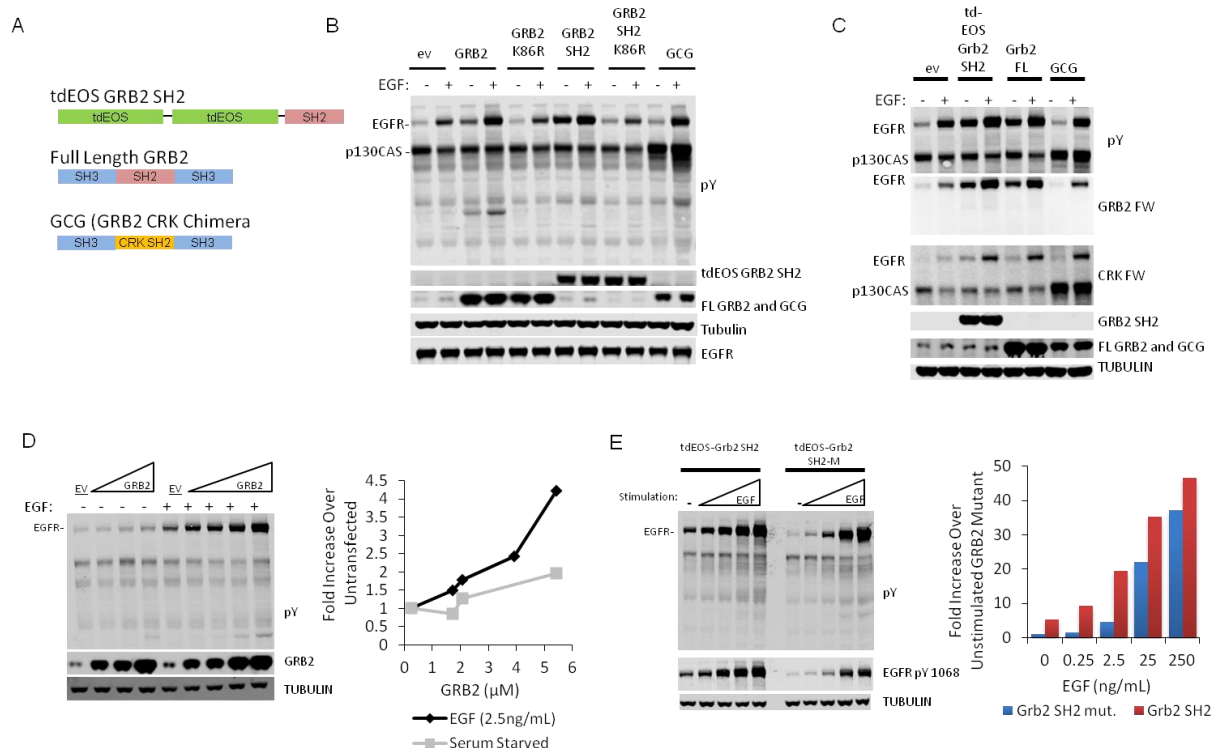 A
tdEOS GRB2 SH2
tdEOS tdEOS SH2
Full Length GRB2
SH3 SH2 SH3
GCG (GRB2 CRK Chimera
SH3 CRK SH2 SH3
B
ev GRB2 GRB2 K86R GRB2 SH2 GRB2 SH2 K86R GCG
EGF: - + - + - + - + - + - +
EGFR-
p130CAS -
pY
tdEOS GRB2 SH2
FL GRB2 and GCG
Tubulin
EGFR
C
ev td-EOS Grb2 SH2 Grb2 FL GCG
EGF: - + - + - + - +
EGFR
p130CAS
pY
EGFR
GRB2 FW
EGFR
p130CAS
CRK FW
GRB2 SH2
FL GRB2 and GCG
TUBULIN
D
EV GRB2 EV GRB2
EGF: - - - - + + + + +
EGFR-
pY
GRB2
TUBULIN
Fold Increase Over
Untransfected
4.5
4
3.5
3
2.5
2
1.5
1
0.5
0
0 1 2 3 4 5 6
GRB2 (μM)
EGF (2.5ng/mL)
Serum Starved
E
tdEOS-Grb2 SH2 tdEOS-Grb2 SH2-M
Stimulation: - EGF - EGF
EGFR-
pY
EGFR pY 1068
TUBULIN
Fold Increase Over
Unstimulated GRB2 Mutant
50
40
30
20
10
0
0 0.25 2.5 25 250
EGF (ng/mL)
Grb2 SH2 mut. Grb2 SH2